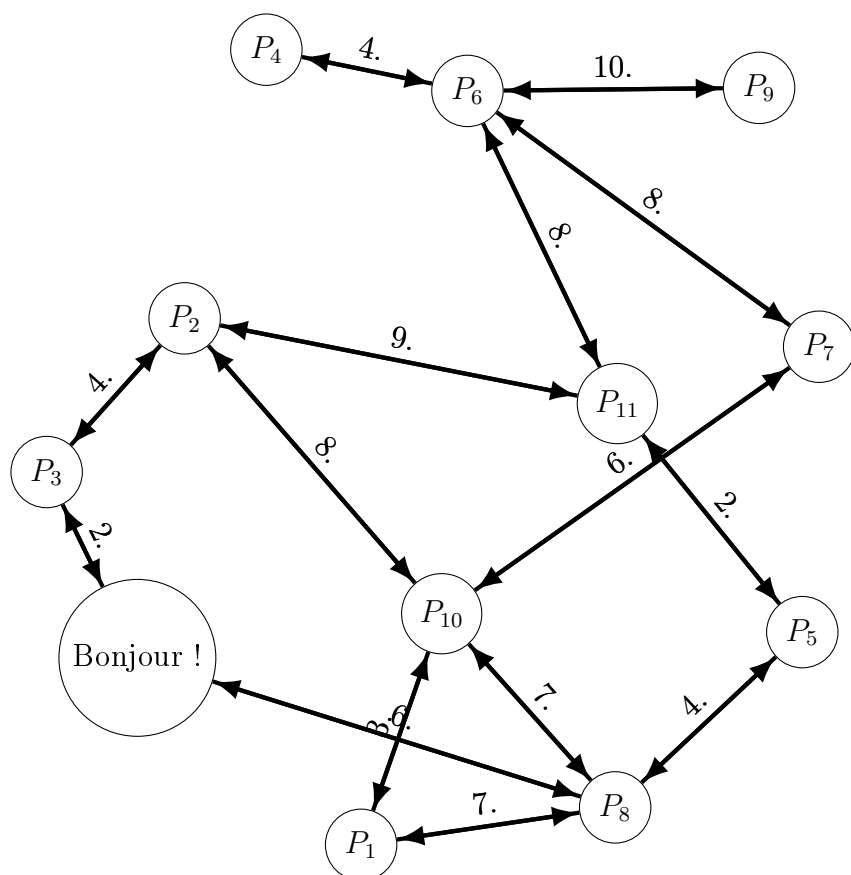 P₄
4.
10.
P₆
P₉
8.
8.
P₂
9.
P₇
4.
P₁₁
8.
6.
P₃
2.
2.
P₁₀
P₅
Bonjour !
7.
4.
3.
6.
7.
P₈
P₁